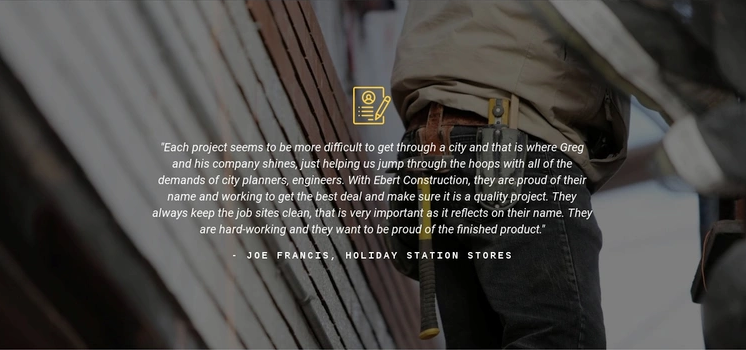 "Each project seems to be more difficult to get through a city and that is where Greg
and his company shines, just helping us jump through the hoops with all of the
demands of city planners, engineers. With Ebert Construction, they are proud of their
name and working to get the best deal and make sure it is a quality project. They
always keep the job sites clean, that is very important as it reflects on their name. They
are hard-working and they want to be proud of the finished product."
- JOE FRANCIS, HOLIDAY STATION STORES